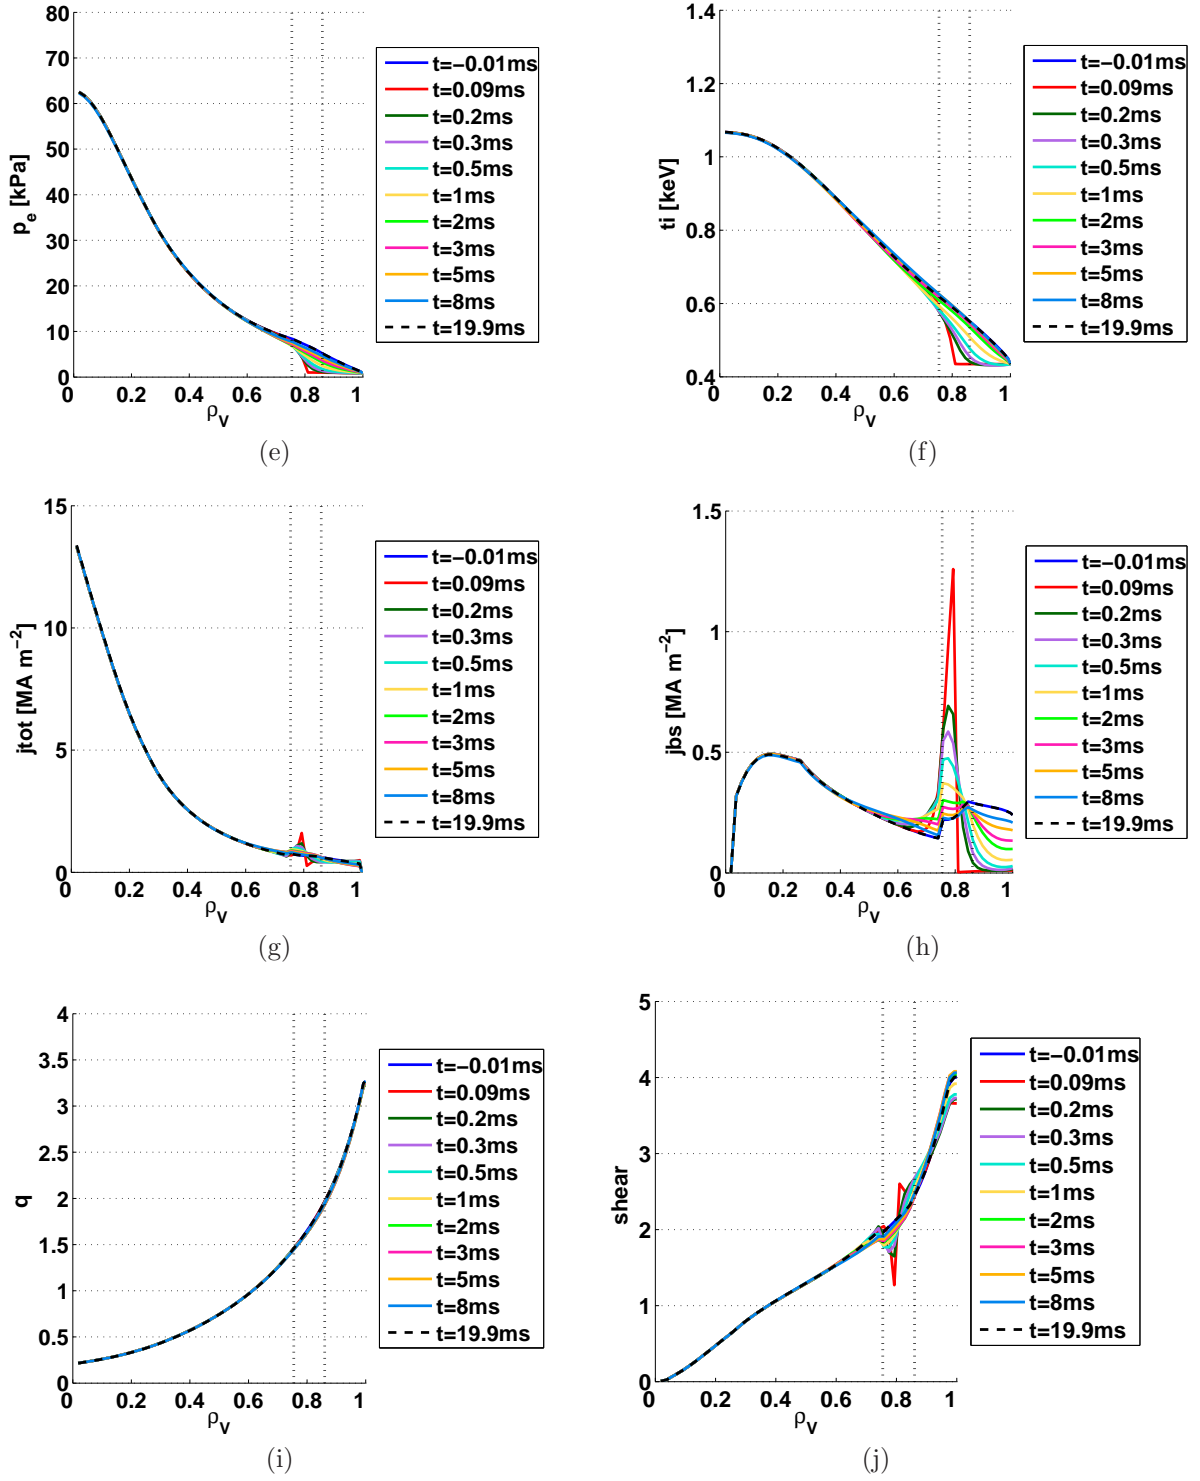 80
70
60
50
40
30
20
10
0
p_e [kPa]
0 0.2 0.4 0.6 0.8 1
ρ_V
t=−0.01ms
t=0.09ms
t=0.2ms
t=0.3ms
t=0.5ms
t=1ms
t=2ms
t=3ms
t=5ms
t=8ms
t=19.9ms
(e)
1.4
1.2
1
0.8
0.6
0.4
ti [keV]
0 0.2 0.4 0.6 0.8 1
ρ_V
t=−0.01ms
t=0.09ms
t=0.2ms
t=0.3ms
t=0.5ms
t=1ms
t=2ms
t=3ms
t=5ms
t=8ms
t=19.9ms
(f)
15
10
5
0
jtot [MA m⁻²]
0 0.2 0.4 0.6 0.8 1
ρ_V
t=−0.01ms
t=0.09ms
t=0.2ms
t=0.3ms
t=0.5ms
t=1ms
t=2ms
t=3ms
t=5ms
t=8ms
t=19.9ms
(g)
1.5
1
0.5
0
jbs [MA m⁻²]
0 0.2 0.4 0.6 0.8 1
ρ_V
t=−0.01ms
t=0.09ms
t=0.2ms
t=0.3ms
t=0.5ms
t=1ms
t=2ms
t=3ms
t=5ms
t=8ms
t=19.9ms
(h)
4
3.5
3
2.5
2
1.5
1
0.5
0
q
0 0.2 0.4 0.6 0.8 1
ρ_V
t=−0.01ms
t=0.09ms
t=0.2ms
t=0.3ms
t=0.5ms
t=1ms
t=2ms
t=3ms
t=5ms
t=8ms
t=19.9ms
(i)
5
4
3
2
1
0
shear
0 0.2 0.4 0.6 0.8 1
ρ_V
t=−0.01ms
t=0.09ms
t=0.2ms
t=0.3ms
t=0.5ms
t=1ms
t=2ms
t=3ms
t=5ms
t=8ms
t=19.9ms
(j)